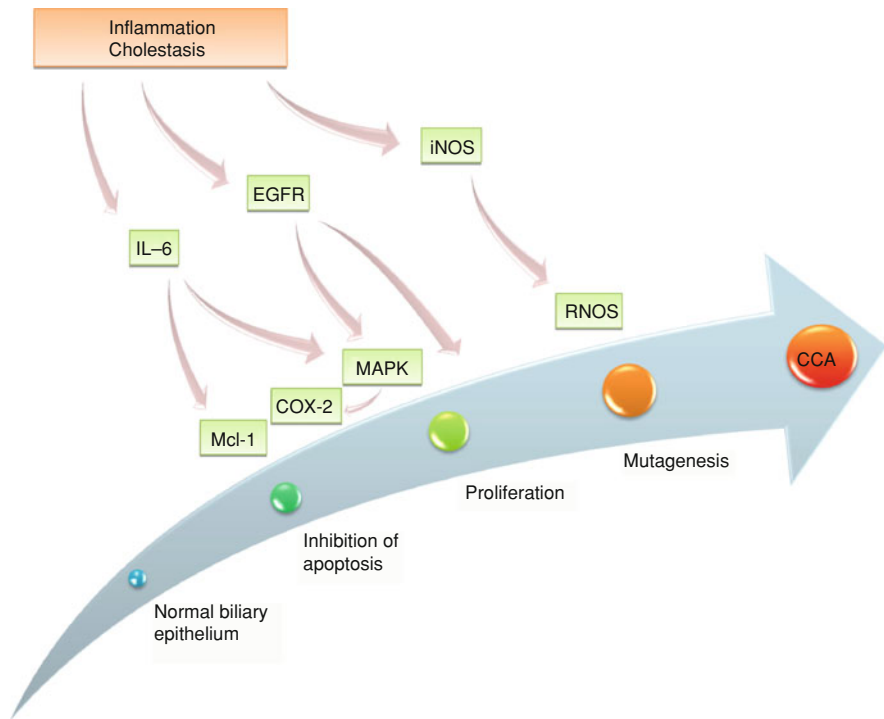 Inflammation
Cholestasis
iNOS
EGFR
IL–6
RNOS
CCA
MAPK
COX-2
Mcl-1
Mutagenesis
Proliferation
Inhibition of
apoptosis
Normal biliary
epithelium